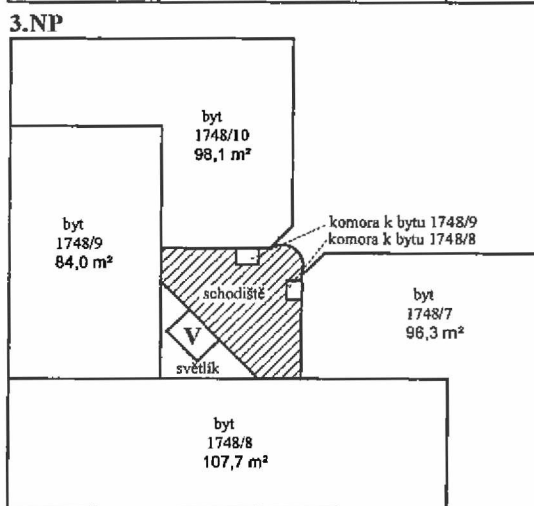 3.NP
byt
1748/10
98,1 m²
byt
1748/9
84,0 m²
komora k bytu 1748/9
komora k bytu 1748/8
schodiště
byt
1748/7
96,3 m²
V
světlík
byt
1748/8
107,7 m²